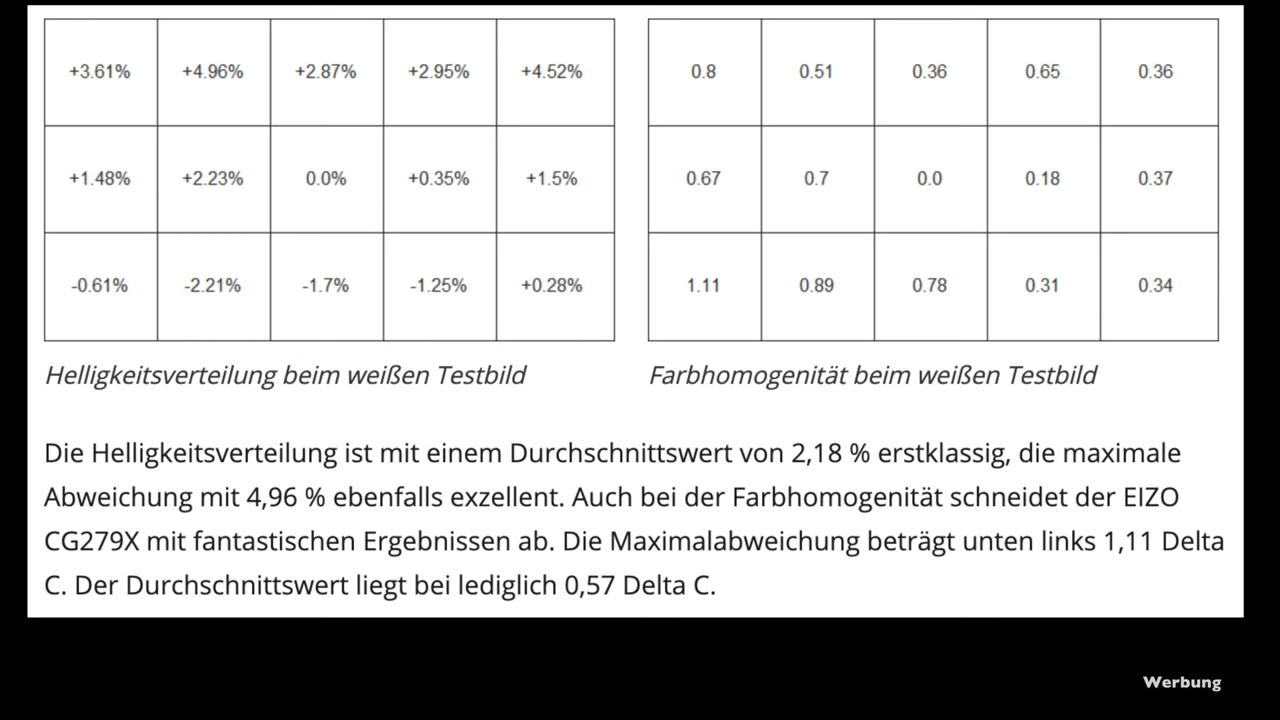 +3.61% +4.96% +2.87% +2.95% +4.52%
+1.48% +2.23% 0.0% +0.35% +1.5%
-0.61% -2.21% -1.7% -1.25% +0.28%
Helligkeitsverteilung beim weißen Testbild
0.8 0.51 0.36 0.65 0.36
0.67 0.7 0.0 0.18 0.37
1.11 0.89 0.78 0.31 0.34
Farbhomogenität beim weißen Testbild
Die Helligkeitsverteilung ist mit einem Durchschnittswert von 2,18 % erstklassig, die maximale
Abweichung mit 4,96 % ebenfalls exzellent. Auch bei der Farbhomogenität schneidet der EIZO
CG279X mit fantastischen Ergebnissen ab. Die Maximalabweichung beträgt unten links 1,11 Delta
C. Der Durchschnittswert liegt bei lediglich 0,57 Delta C.
Werbung